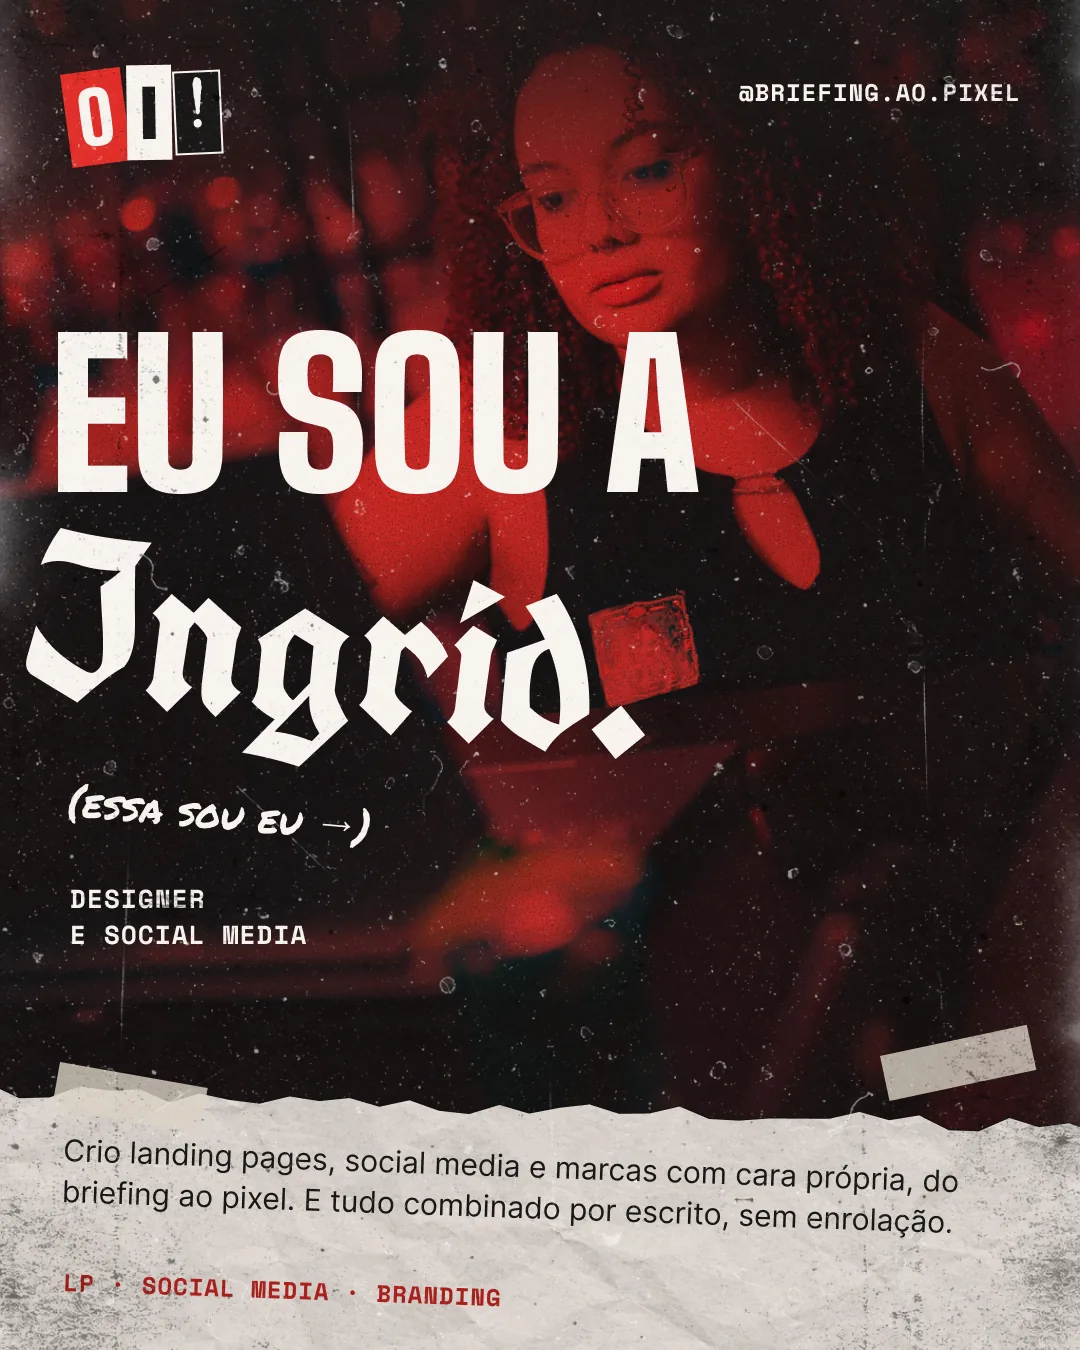 OI!
@BRIEFING.AO.PIXEL
EU SOU A
Ingrid.
(ESSA SOU EU →)
DESIGNER
E SOCIAL MEDIA
Crio landing pages, social media e marcas com cara própria, do
briefing ao pixel. E tudo combinado por escrito, sem enrolação.
LP · SOCIAL MEDIA · BRANDING